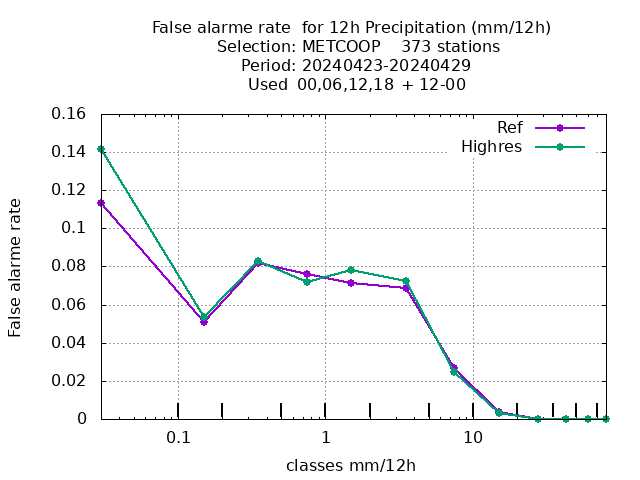 False alarme rate  for 12h Precipitation (mm/12h)
Selection: METCOOP    373 stations
Period: 20240423-20240429
Used  00,06,12,18 + 12-00
Ref
Highres
0.16
0.14
0.12
0.1
0.08
0.06
0.04
0.02
0
False alarme rate
0.1 1 10
classes mm/12h